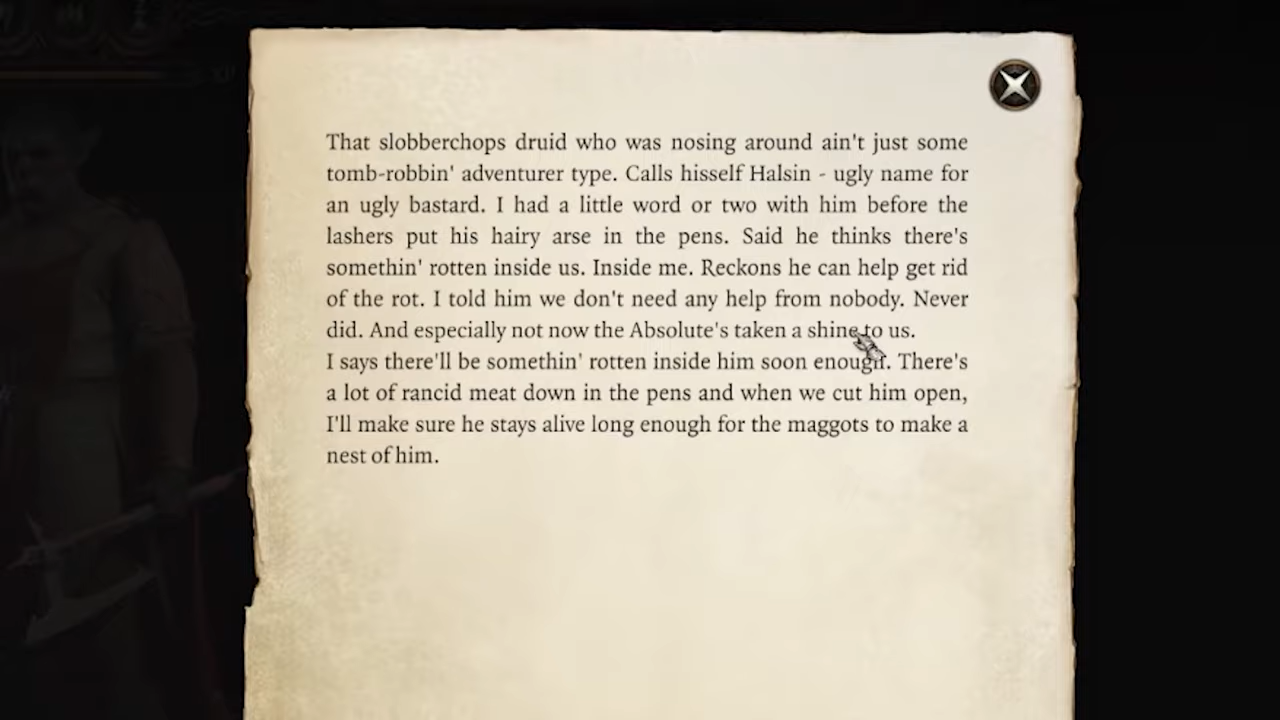 That slobberchops druid who was nosing around ain't just some
tomb-robbin' adventurer type. Calls hisself Halsin - ugly name for
an ugly bastard. I had a little word or two with him before the
lashers put his hairy arse in the pens. Said he thinks there's
somethin' rotten inside us. Inside me. Reckons he can help get rid
of the rot. I told him we don't need any help from nobody. Never
did. And especially not now the Absolute's taken a shine to us.
I says there'll be somethin' rotten inside him soon enough. There's
a lot of rancid meat down in the pens and when we cut him open,
I'll make sure he stays alive long enough for the maggots to make a
nest of him.